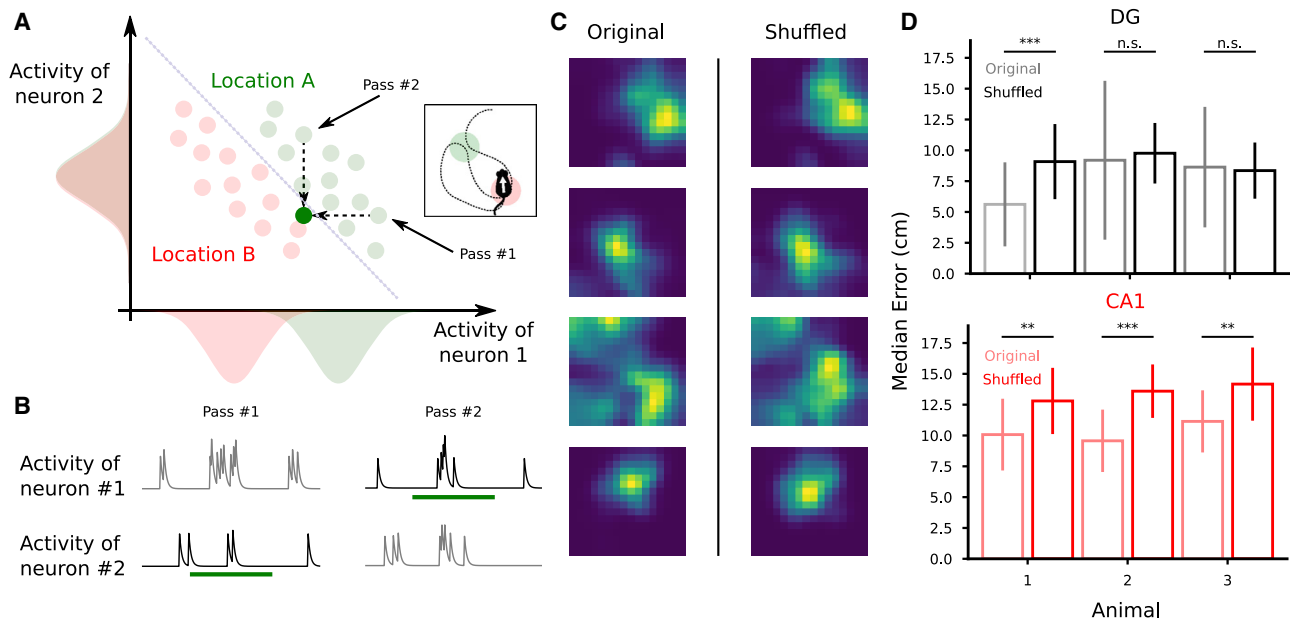 A
Activity of
neuron 2
Location A
Pass #2
Location B
Pass #1
Activity of
neuron 1
B
Pass #1
Pass #2
Activity of
neuron #1
Activity of
neuron #2
C
Original
Shuffled
D
DG
Median Error (cm)
17.5
15.0
12.5
10.0
7.5
5.0
2.5
0.0
Original
Shuffled
***
n.s.
n.s.
CA1
17.5
15.0
12.5
10.0
7.5
5.0
2.5
0.0
Original
Shuffled
**
***
**
1
2
3
Animal